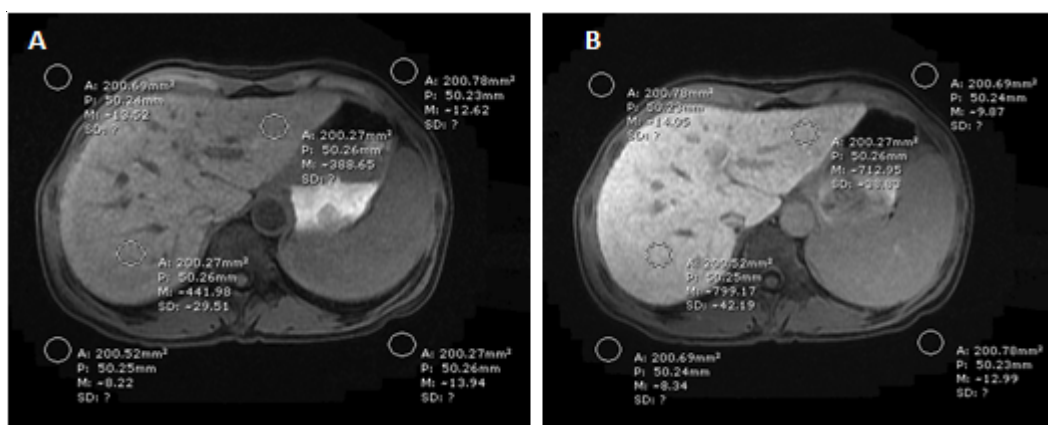 A
A: 200.69mm²
P: 50.24mm
M: -13.52
SD: ?
A: 200.78mm²
P: 50.23mm
M: -12.62
SD: ?
A: 200.27mm²
P: 50.26mm
M: -388.65
SD: ?
A: 200.27mm²
P: 50.26mm
M: -441.98
SD: -29.51
A: 200.52mm²
P: 50.25mm
M: -8.22
SD: ?
A: 200.27mm²
P: 50.26mm
M: -13.94
SD: ?
B
A: 200.78mm²
P: 50.23mm
M: -14.05
SD: ?
A: 200.69mm²
P: 50.24mm
M: -9.87
SD: ?
A: 200.27mm²
P: 50.26mm
M: -712.95
A: 200.52mm²
P: 50.25mm
M: -799.17
SD: -42.19
A: 200.69mm²
P: 50.24mm
M: -8.34
SD: ?
A: 200.78mm²
P: 50.23mm
M: -12.99
SD: ?